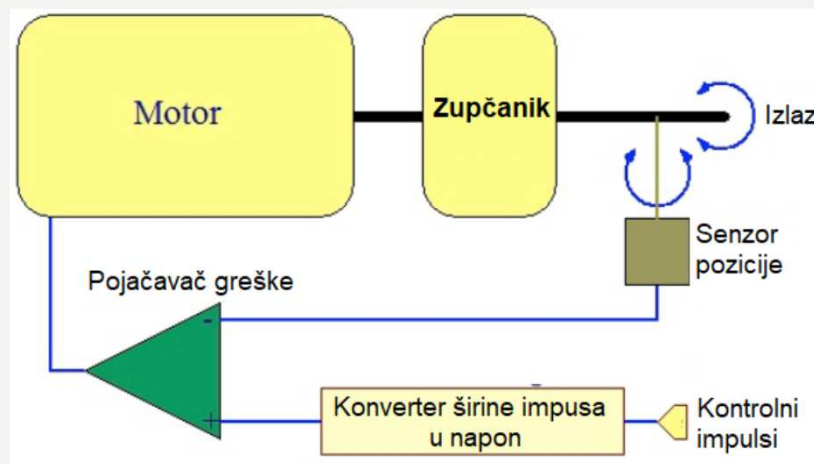 Motor
Zupčanik
Izlaz
Senzor
pozicije
Pojačavač greške
-
+
Konverter širine impusa
u napon
Kontrolni
impulsi